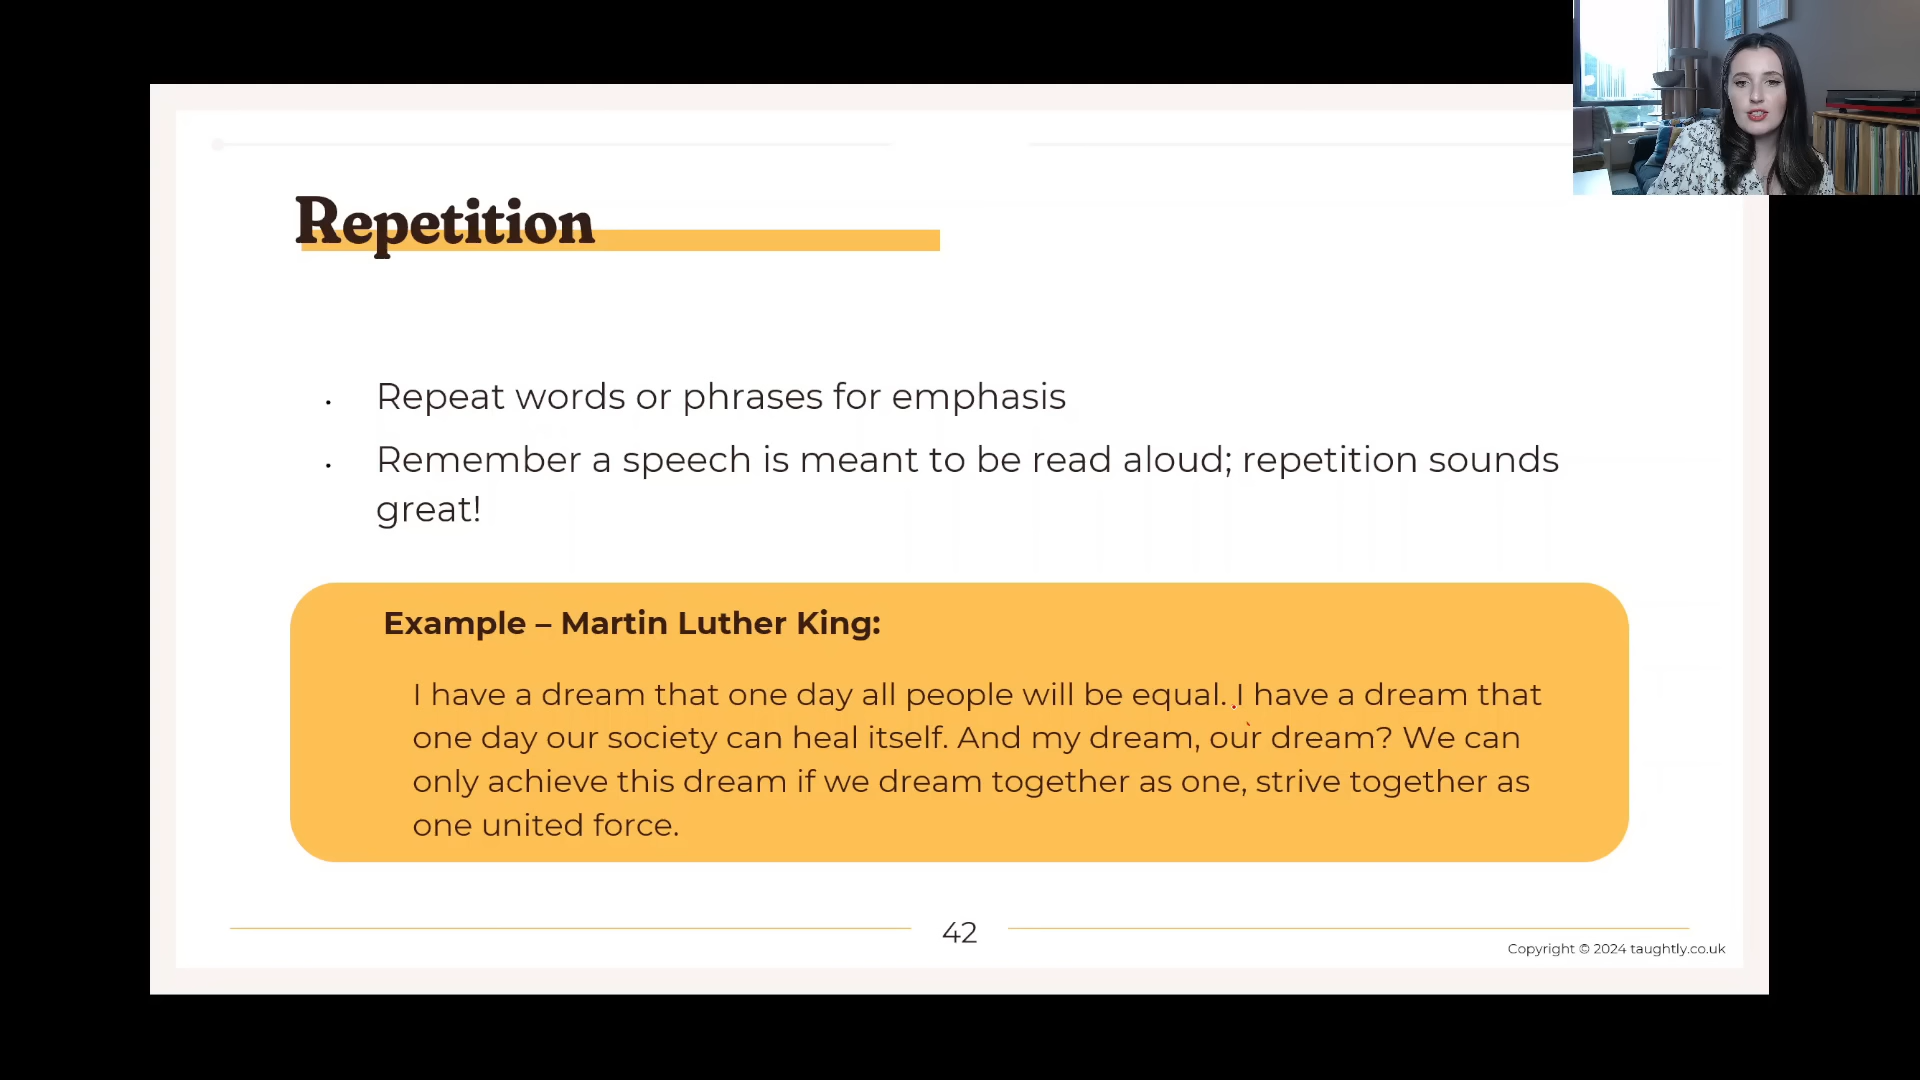 Repetition
· Repeat words or phrases for emphasis
· Remember a speech is meant to be read aloud; repetition sounds
great!
Example – Martin Luther King:
I have a dream that one day all people will be equal. I have a dream that
one day our society can heal itself. And my dream, our dream? We can
only achieve this dream if we dream together as one, strive together as
one united force.
42
Copyright © 2024 taughtly.co.uk